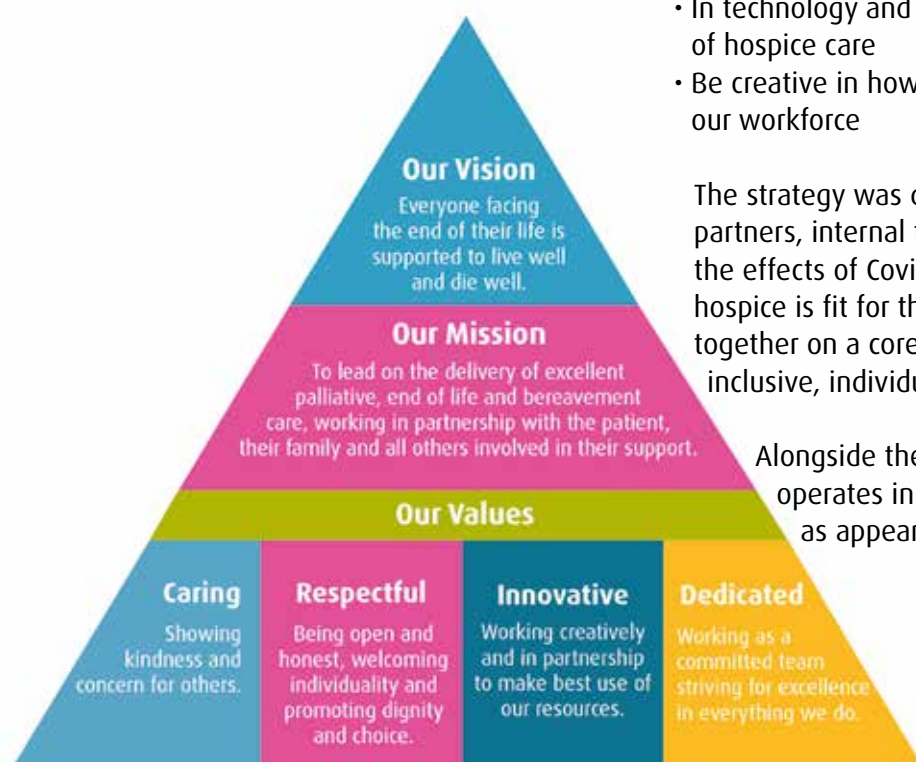 • In technology and
of hospice care
• Be creative in how
our workforce
The strategy was
partners, internal
the effects of Covi
hospice is fit for th
together on a core
inclusive, individu
Alongside the
operates in
as appear
Our Vision
Everyone facing
the end of their life is
supported to live well
and die well.
Our Mission
To lead on the delivery of excellent
palliative, end of life and bereavement
care, working in partnership with the patient,
their family and all others involved in their support.
Our Values
Caring
Showing
kindness and
concern for others.
Respectful
Being open and
honest, welcoming
individuality and
promoting dignity
and choice.
Innovative
Working creatively
and in partnership
to make best use of
our resources.
Dedicated
Working as a
committed team
striving for excellence
in everything we do.